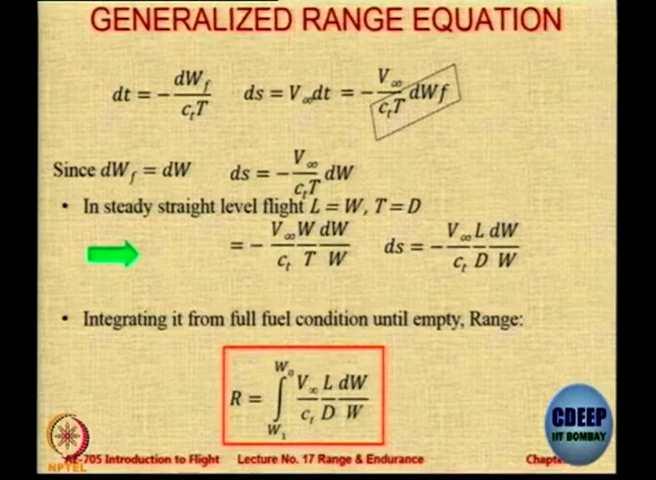 GENERALIZED RANGE EQUATION
dt = − dW_f / c_t T   ds = V_∞ dt = − V_∞ / c_t T dWf
Since dW_f = dW   ds = − V_∞ / c_t T dW
• In steady straight level flight L = W, T = D
= − V_∞ / c_t W / T dW / W   ds = − V_∞ / c_t L / D dW / W
• Integrating it from full fuel condition until empty, Range:
R = ∫_{W_1}^{W_0} V_∞ / c_t L / D dW / W
CDEEP
IIT BOMBAY
NPTEL
AE-705 Introduction to Flight   Lecture No. 17 Range & Endurance